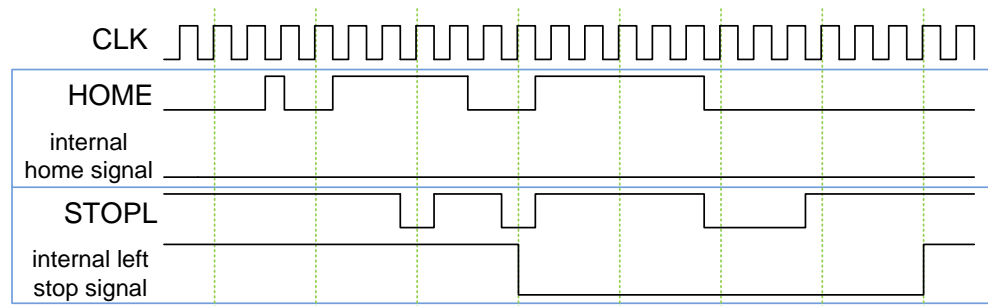 CLK
HOME
internal
home signal
STOPL
internal left
stop signal